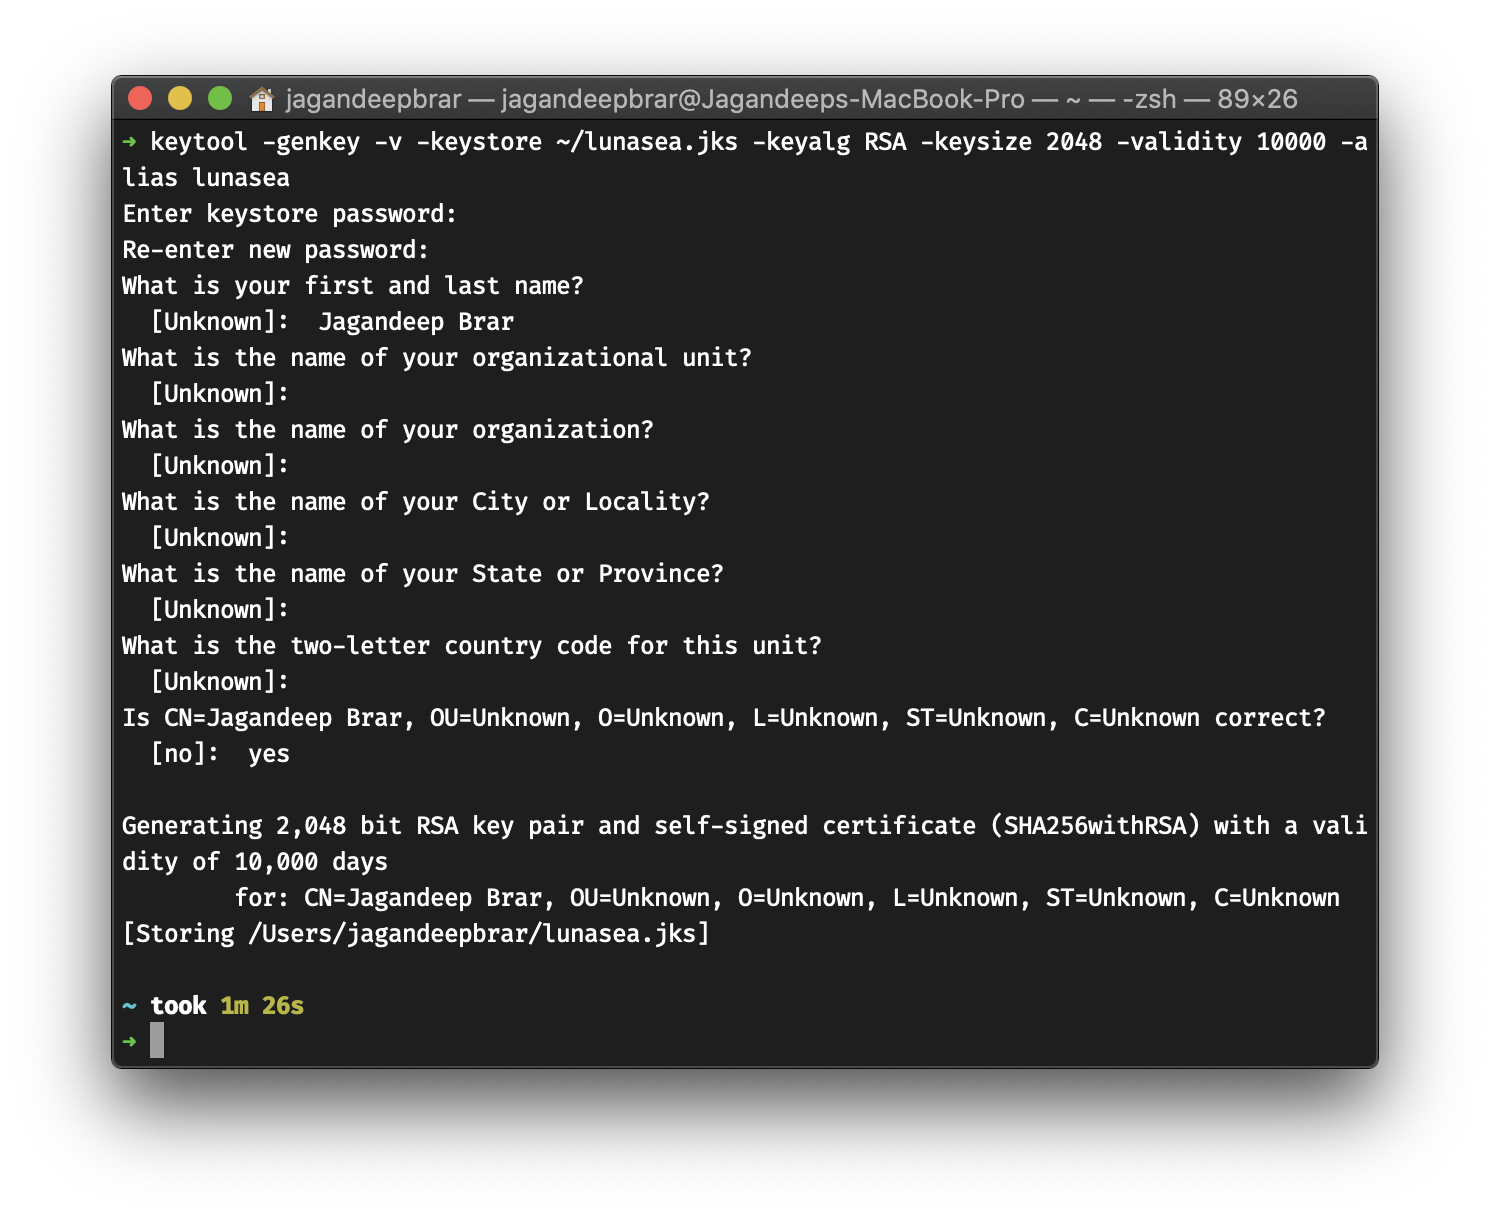 jagandeepbrar — jagandeepbrar@Jagandeeps-MacBook-Pro — ~ — -zsh — 89×26
➜ keytool -genkey -v -keystore ~/lunasea.jks -keyalg RSA -keysize 2048 -validity 10000 -a
lias lunasea
Enter keystore password:
Re-enter new password:
What is your first and last name?
  [Unknown]:  Jagandeep Brar
What is the name of your organizational unit?
  [Unknown]:
What is the name of your organization?
  [Unknown]:
What is the name of your City or Locality?
  [Unknown]:
What is the name of your State or Province?
  [Unknown]:
What is the two-letter country code for this unit?
  [Unknown]:
Is CN=Jagandeep Brar, OU=Unknown, O=Unknown, L=Unknown, ST=Unknown, C=Unknown correct?
  [no]:  yes
Generating 2,048 bit RSA key pair and self-signed certificate (SHA256withRSA) with a vali
dity of 10,000 days
        for: CN=Jagandeep Brar, OU=Unknown, O=Unknown, L=Unknown, ST=Unknown, C=Unknown
[Storing /Users/jagandeepbrar/lunasea.jks]
~ took 1m 26s
➜